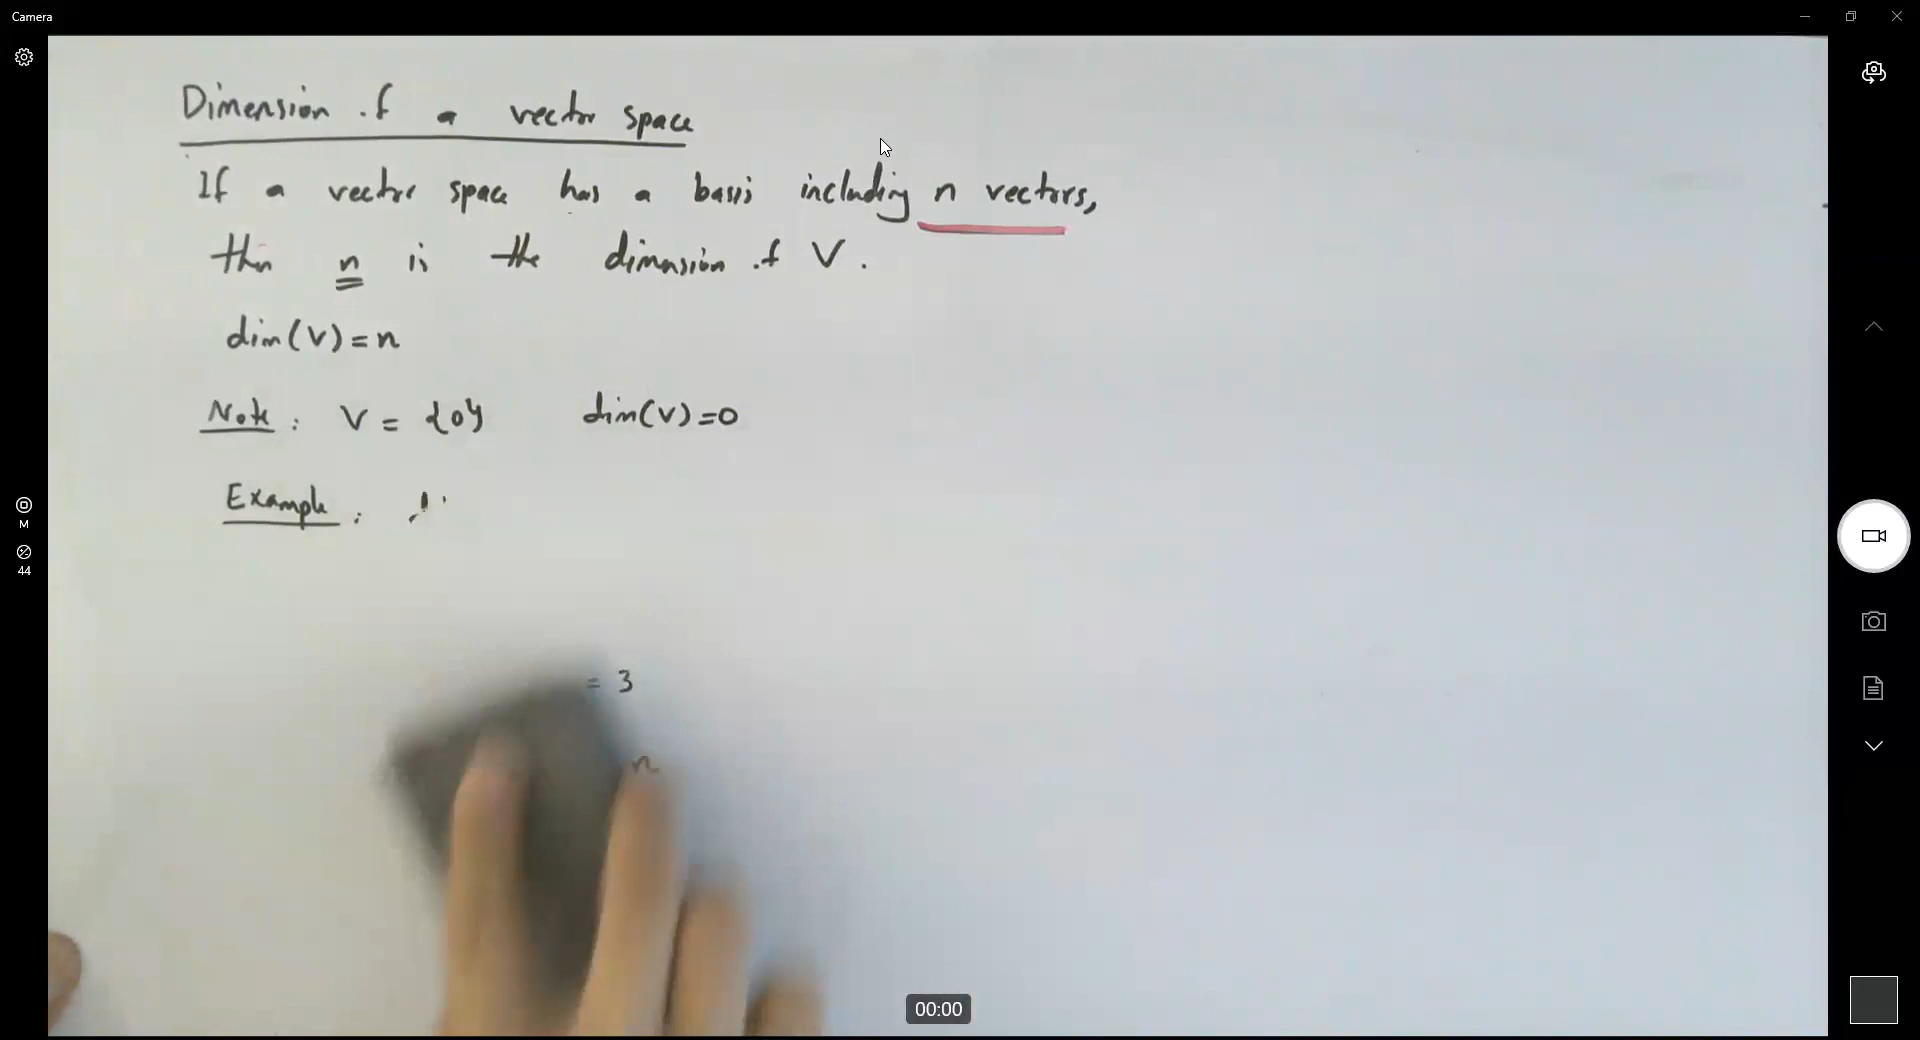 Camera
Dimension of a vector space
If a vector space has a basis including n vectors,
then n is the dimension of V.
dim(V)=n
Note: V = {0} dim(V)=0
Example:
= 3
n
M
44
00:00